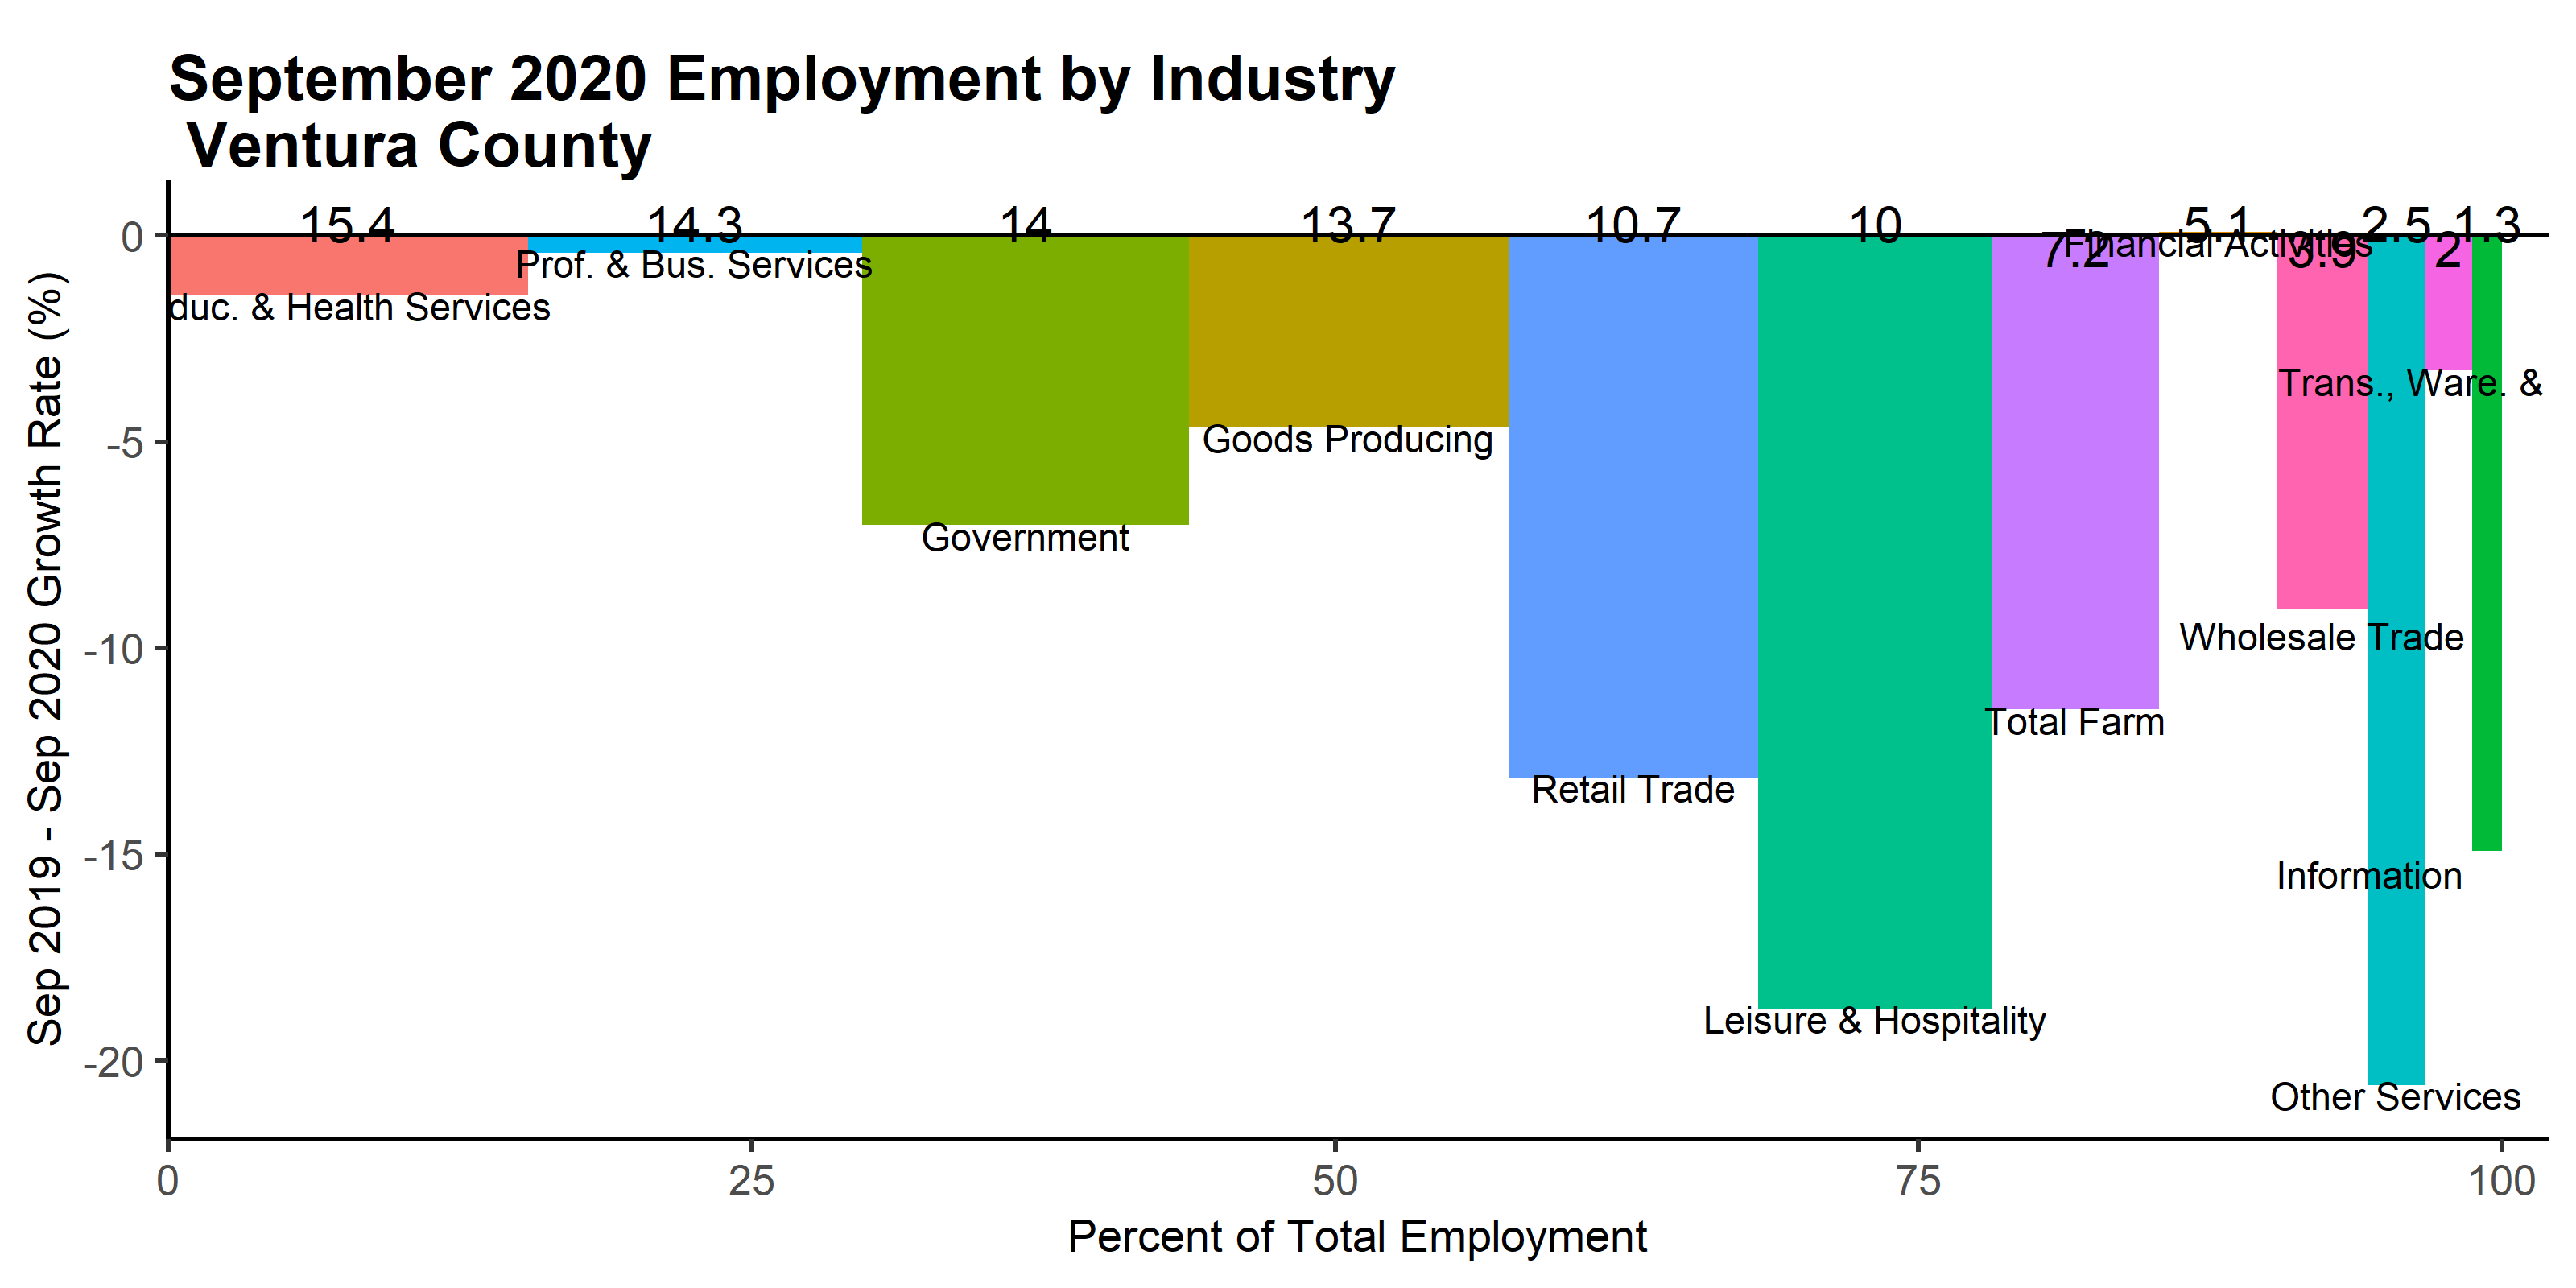 September 2020 Employment by Industry
Ventura County
15.4
14.3
14
13.7
10.7
10
7.2
5.1
3.9
2.5
2
1.3
0
-5
-10
-15
-20
Sep 2019 - Sep 2020 Growth Rate (%)
duc. & Health Services
Prof. & Bus. Services
Government
Goods Producing
Retail Trade
Leisure & Hospitality
Total Farm
Financial Activities
Wholesale Trade
Other Services
Trans., Ware. &
Information
0
25
50
75
100
Percent of Total Employment